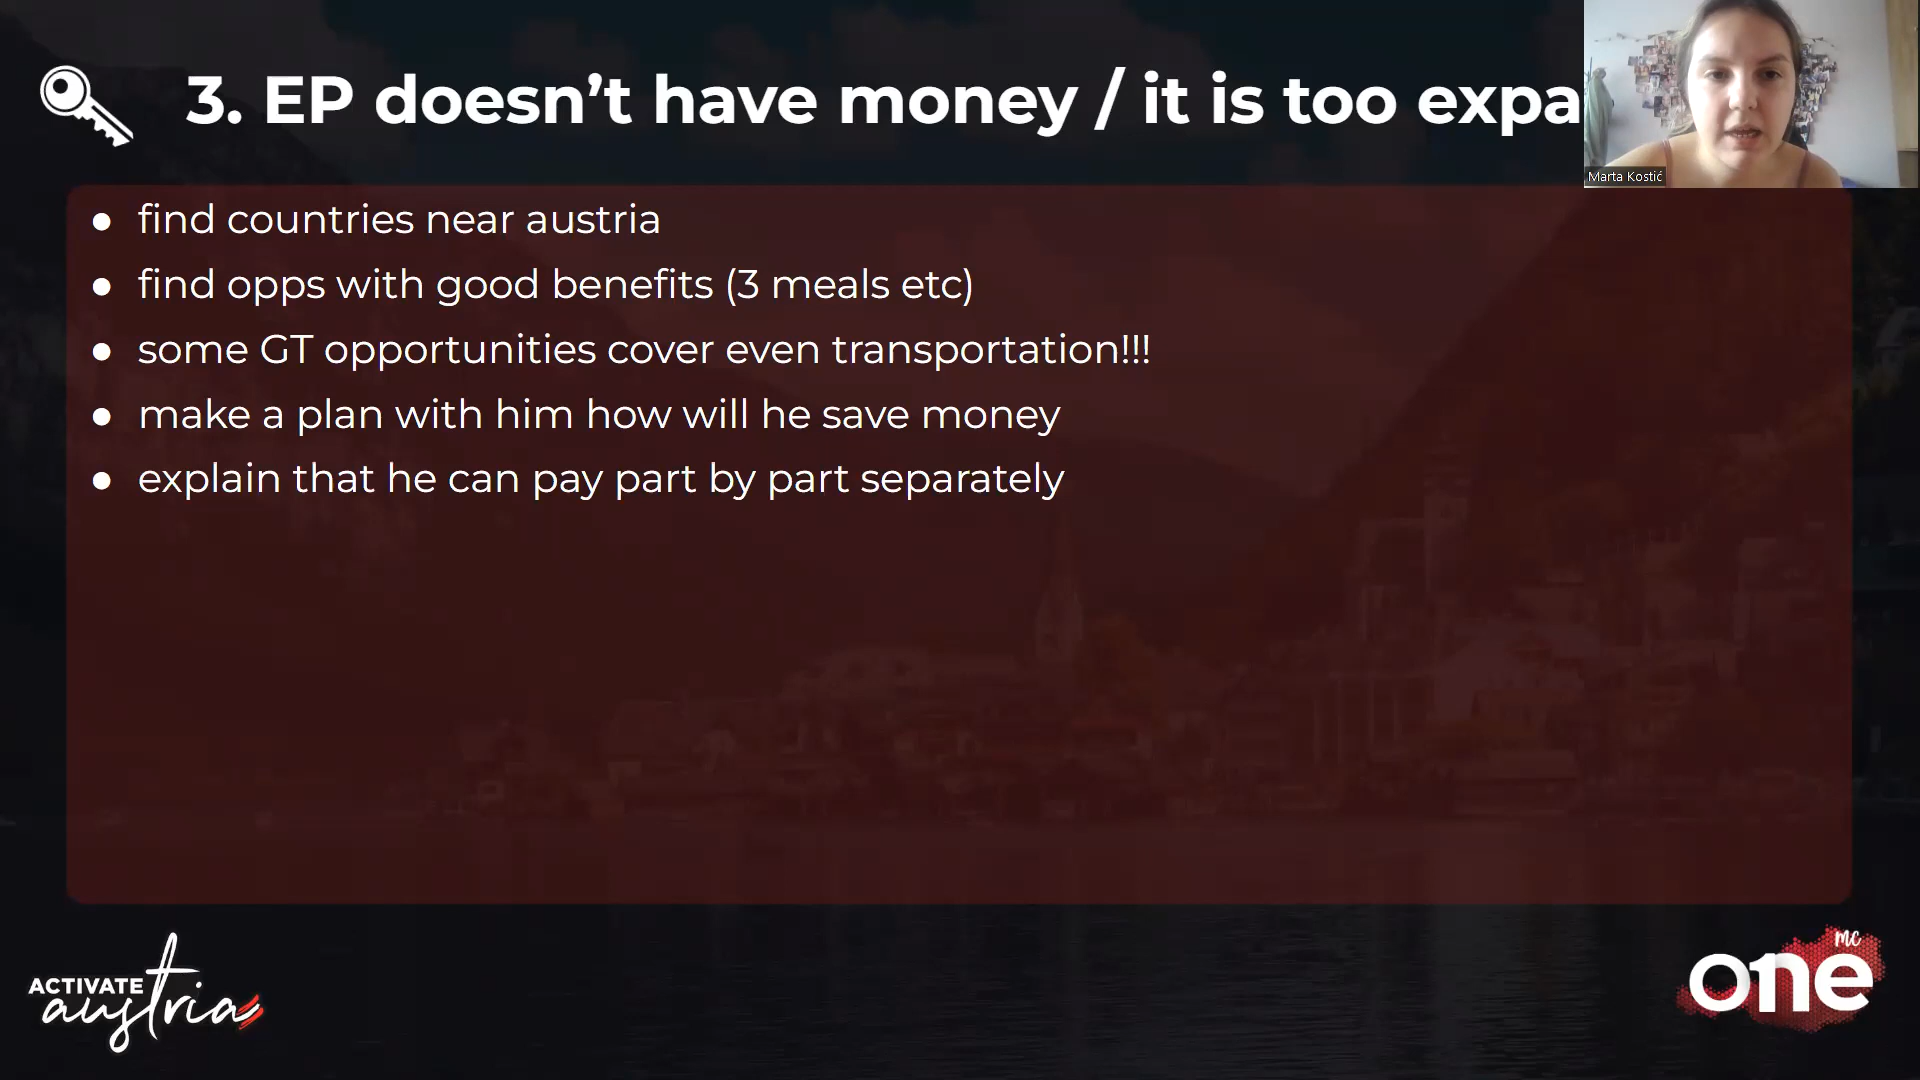 3. EP doesn't have money / it is too expa
Marta Kostić
● find countries near austria
● find opps with good benefits (3 meals etc)
● some GT opportunities cover even transportation!!!
● make a plan with him how will he save money
● explain that he can pay part by part separately
ACTIVATE
austria
mc
one